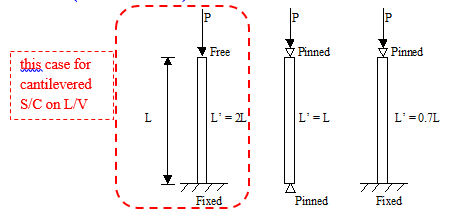 this case for
cantilevered
S/C on L/V
P
Free
L
L' = 2L
Fixed
P
Pinned
L' = L
Pinned
P
Pinned
L' = 0.7L
Fixed